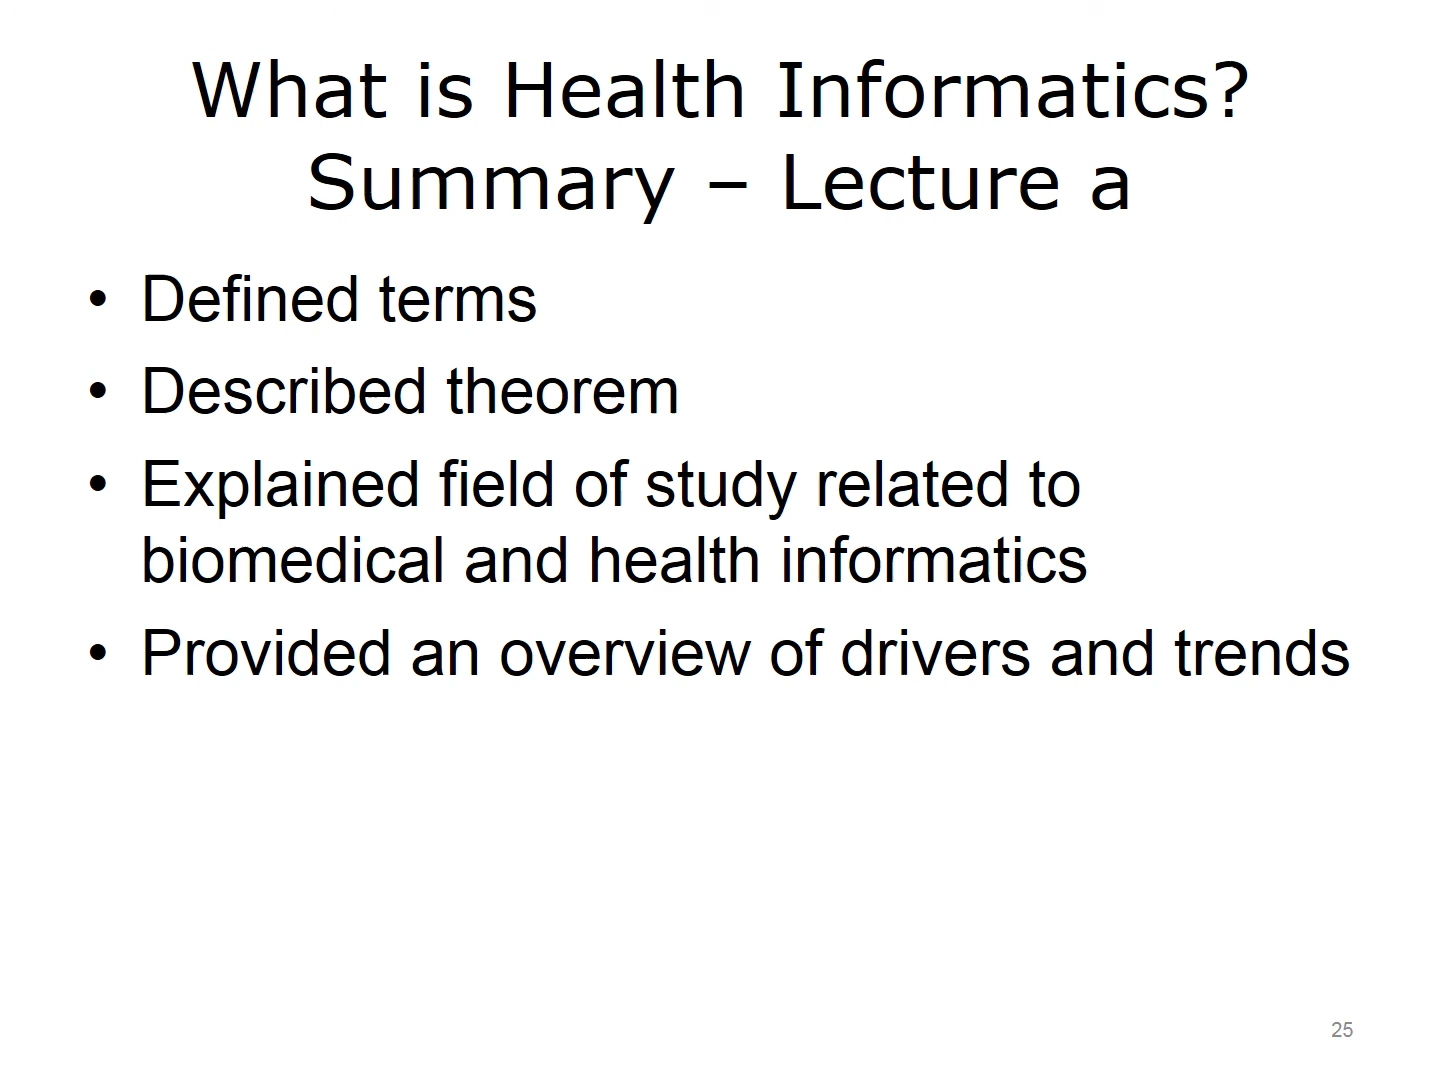 What is Health Informatics?
Summary – Lecture a
• Defined terms
• Described theorem
• Explained field of study related to
biomedical and health informatics
• Provided an overview of drivers and trends
25